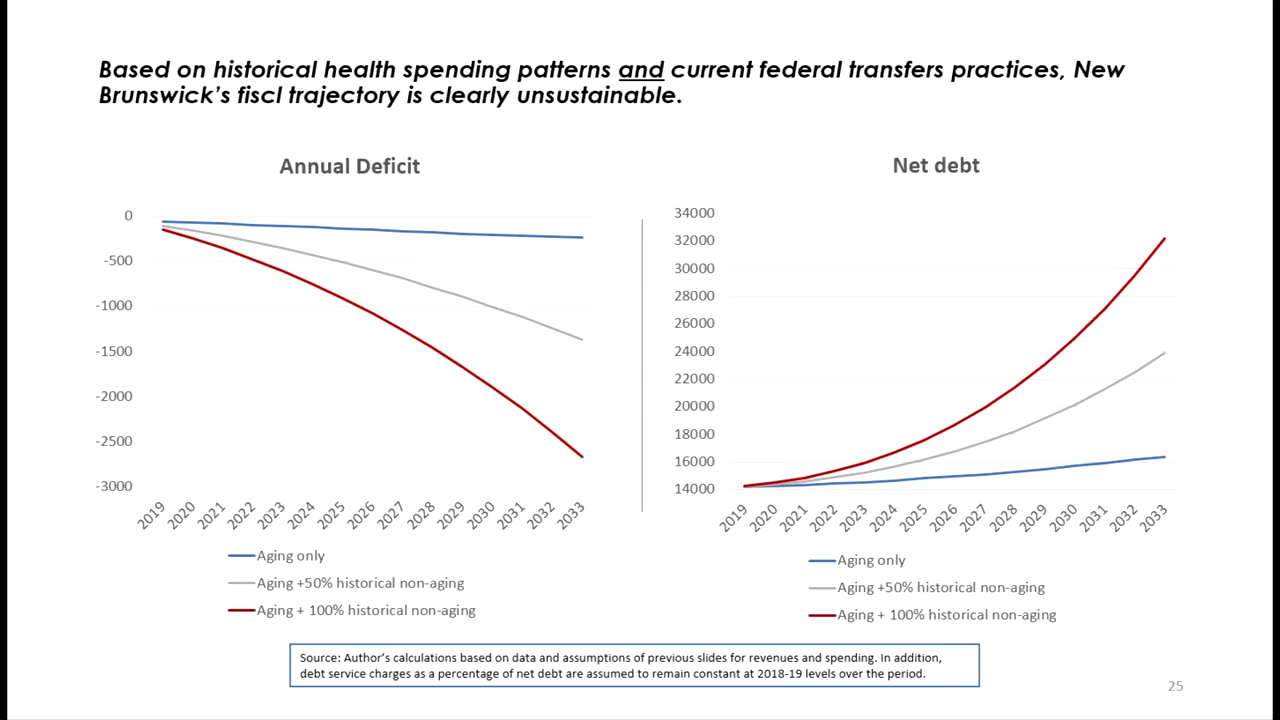 Based on historical health spending patterns and current federal transfers practices, New
Brunswick's fiscl trajectory is clearly unsustainable.
Annual Deficit
0
-500
-1000
-1500
-2000
-2500
-3000
2019 2020 2021 2022 2023 2024 2025 2026 2027 2028 2029 2030 2031 2032 2033
Aging only
Aging +50% historical non-aging
Aging + 100% historical non-aging
Net debt
34000
32000
30000
28000
26000
24000
22000
20000
18000
16000
14000
2019 2020 2021 2022 2023 2024 2025 2026 2027 2028 2029 2030 2031 2032 2033
Aging only
Aging +50% historical non-aging
Aging + 100% historical non-aging
Source: Author's calculations based on data and assumptions of previous slides for revenues and spending. In addition,
debt service charges as a percentage of net debt are assumed to remain constant at 2018-19 levels over the period.
25